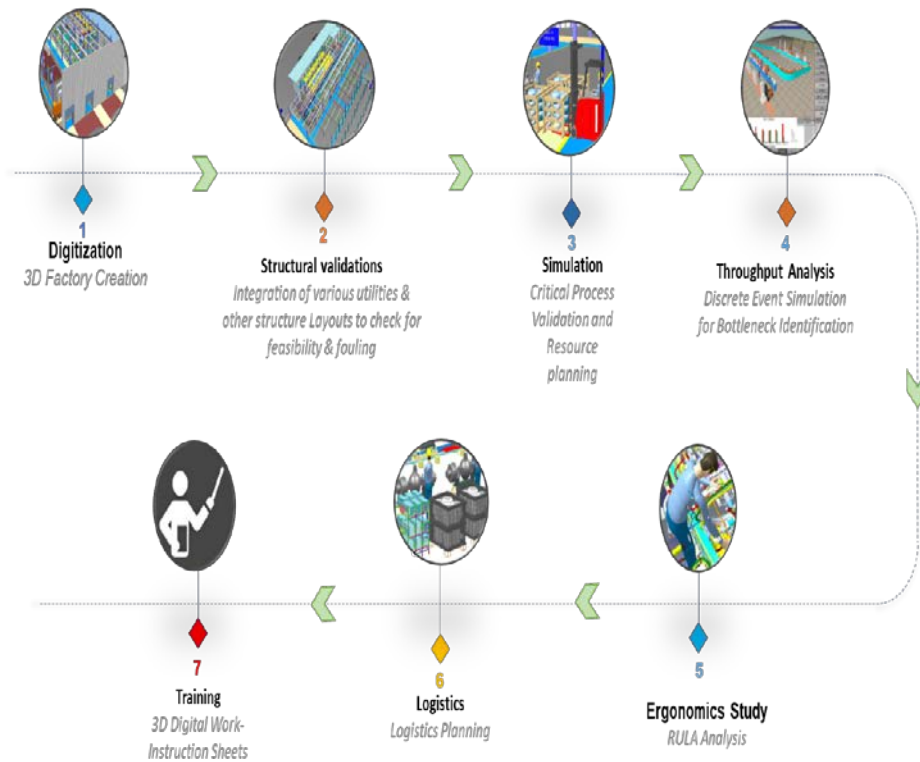 1
Digitization
3D Factory Creation
2
Structural validations
Integration of various utilities &
other structure Layouts to check for
feasibility & fouling
3
Simulation
Critical Process
Validation and
Resource
planning
4
Throughput Analysis
Discrete Event Simulation
for Bottleneck Identification
5
Ergonomics Study
RULA Analysis
6
Logistics
Logistics Planning
7
Training
3D Digital Work-
Instruction Sheets